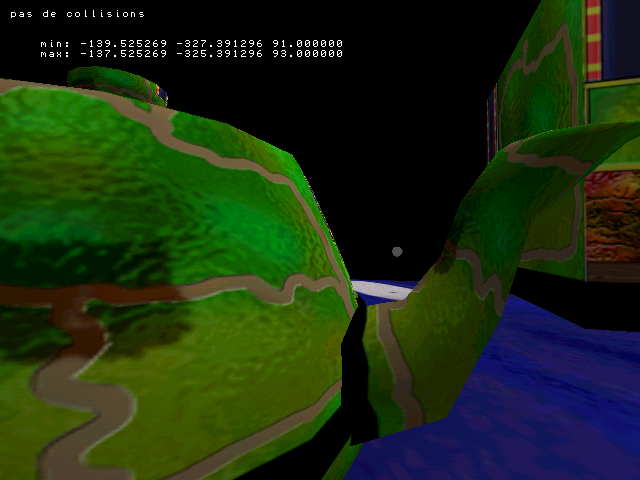 pas de collisions
min: -139.525269 -327.391296 91.000000
max: -137.525269 -325.391296 93.000000